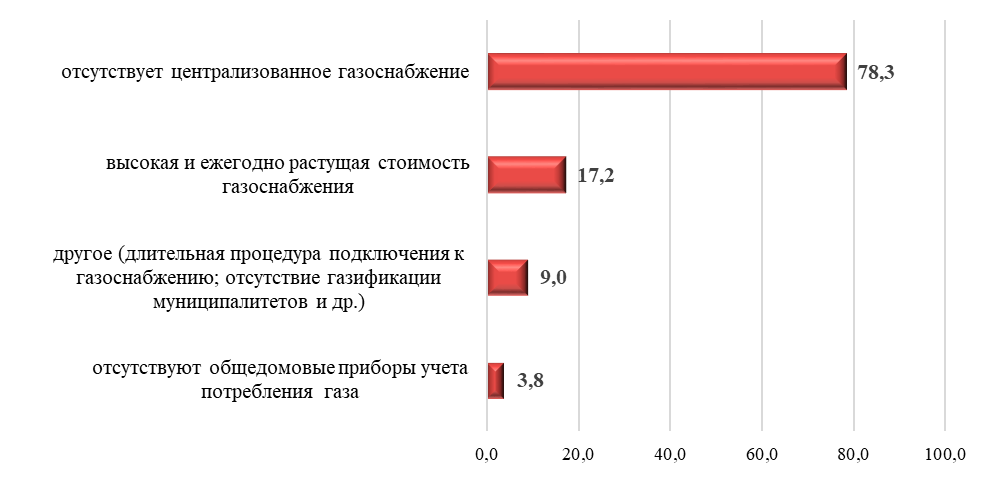 отсутствует централизованное газоснабжение
78,3
высокая и ежегодно растущая стоимость
газоснабжения
17,2
другое (длительная процедура подключения к
газоснабжению; отсутствие газификации
муниципалитетов и др.)
9,0
отсутствуют общедомовые приборы учета
потребления газа
3,8
0,0 20,0 40,0 60,0 80,0 100,0